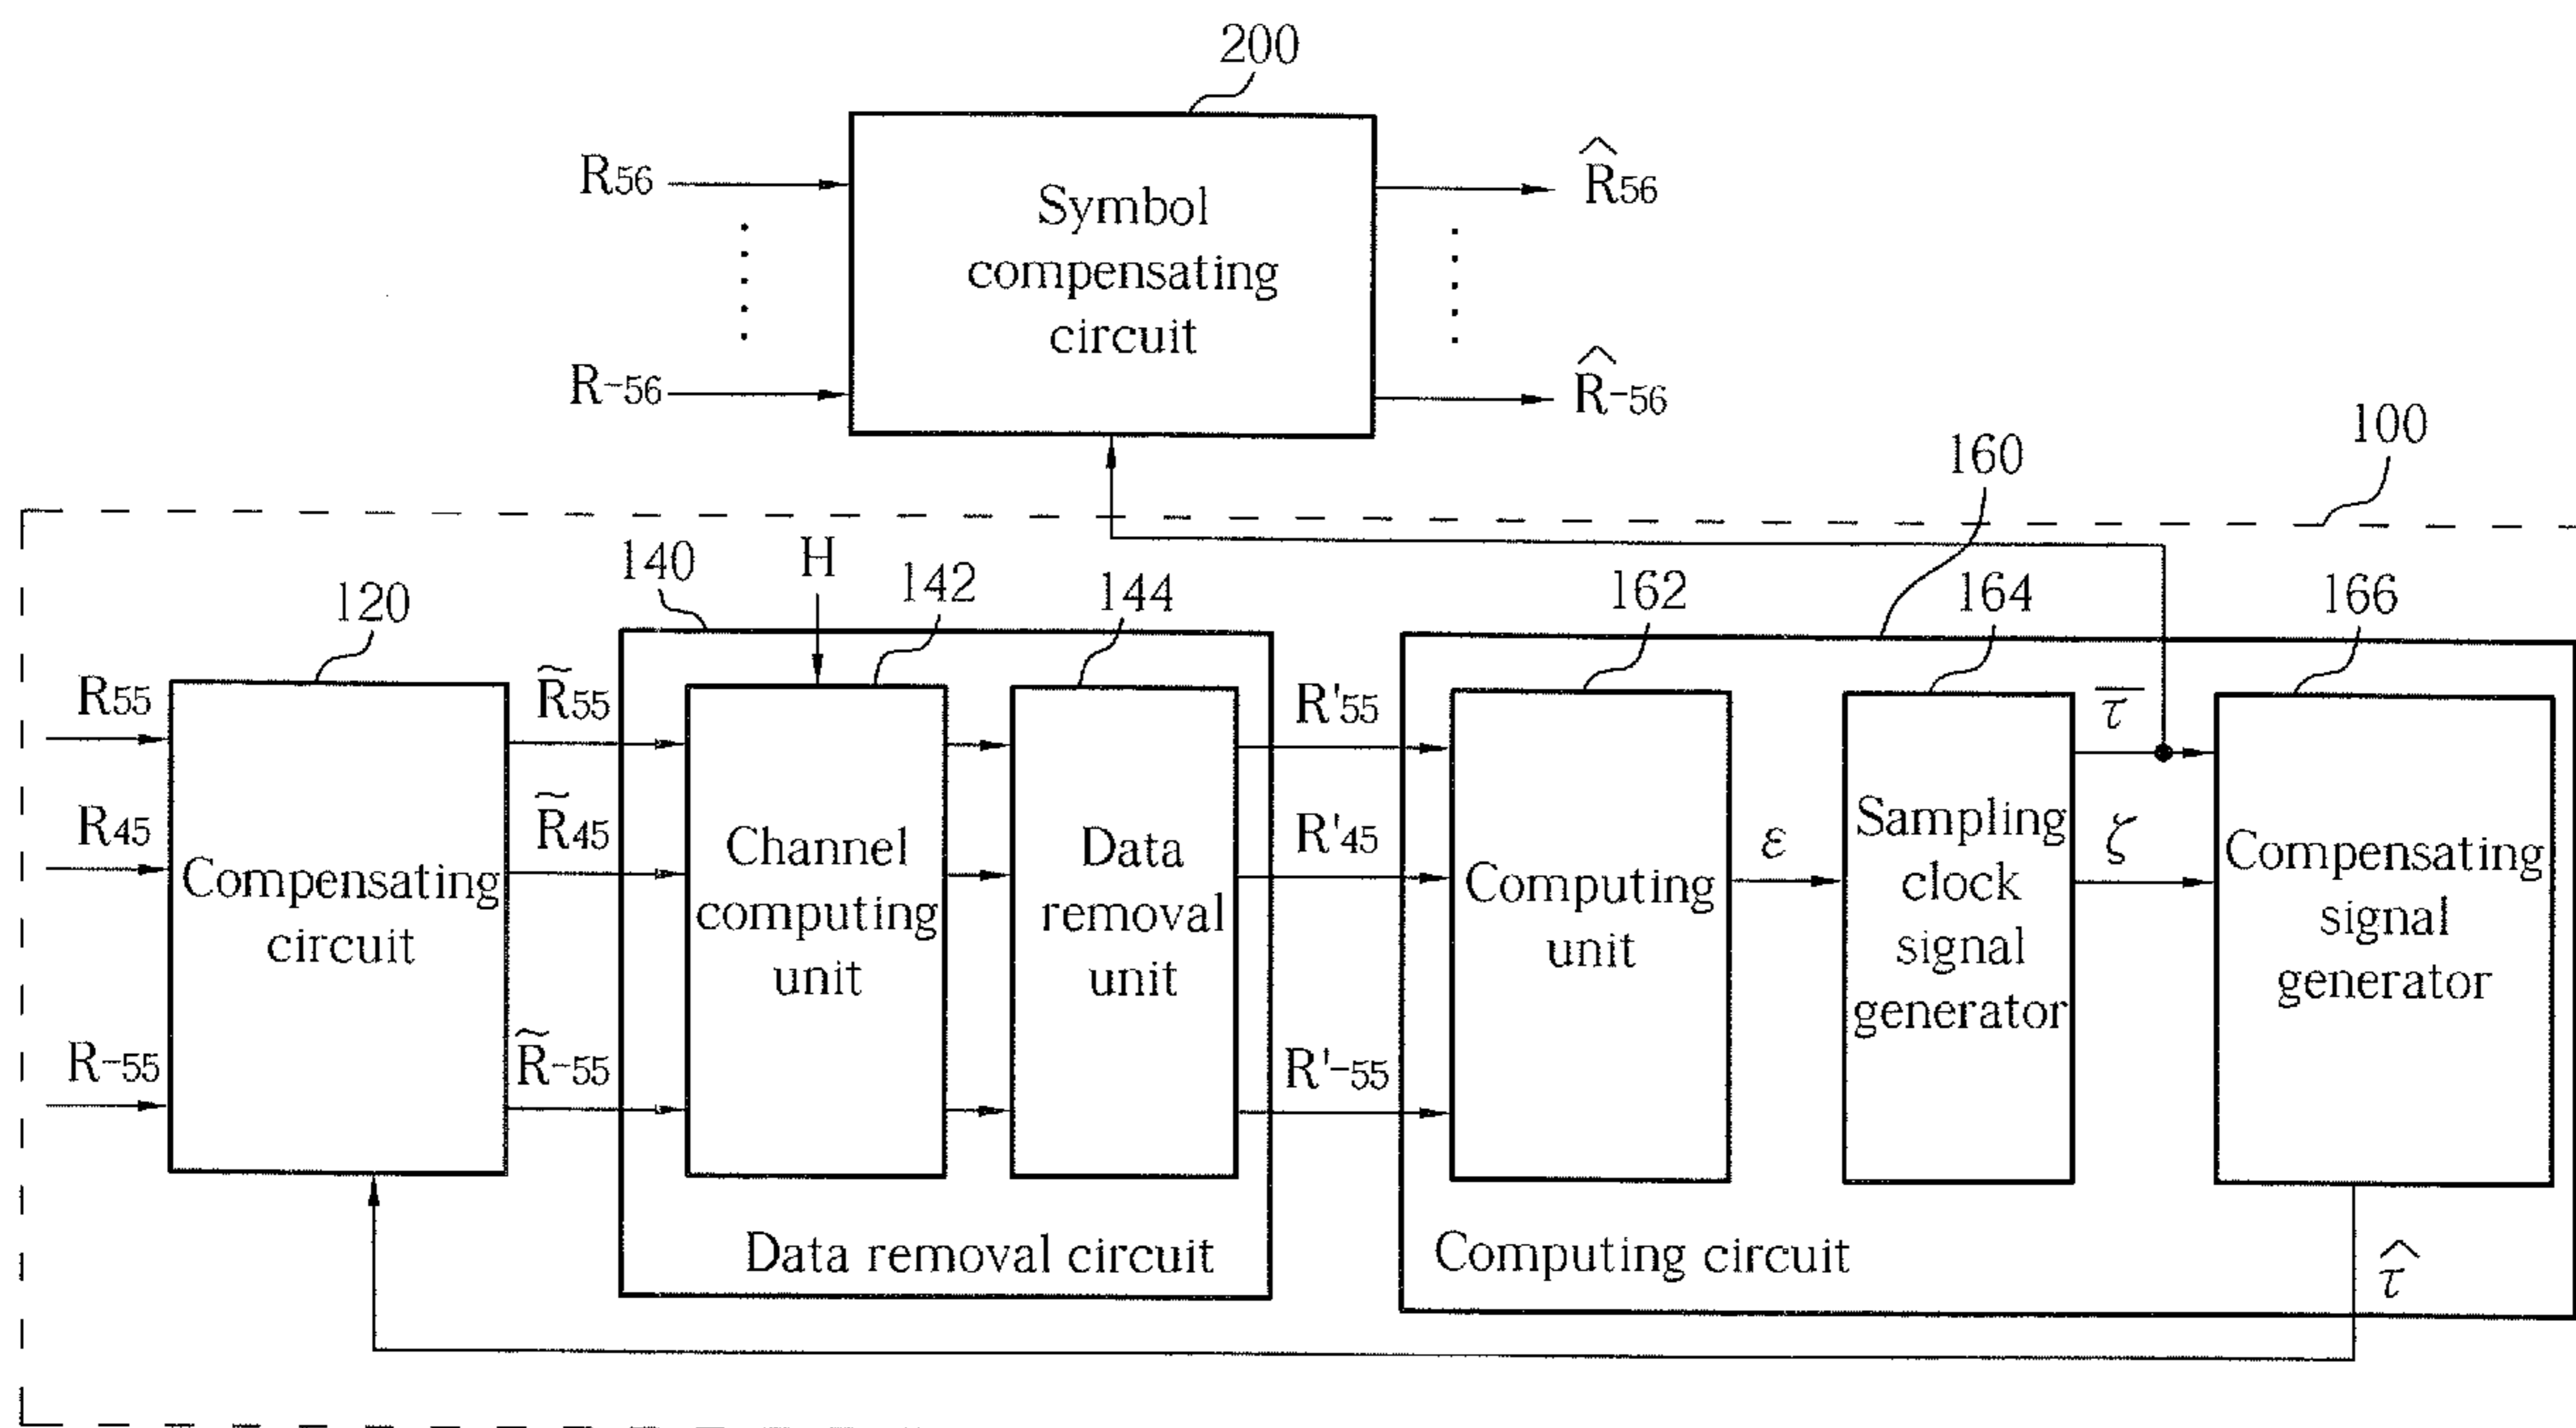 200
R56
R̂56
Symbol
compensating
circuit
R-56
R̂-56
100
160
140
H
142
144
162
164
166
120
R55
R̃55
R'55
τ̅
R45
R̃45
R'45
ε
ζ
R-55
R̃-55
R'-55
Compensating
circuit
Channel
computing
unit
Data
removal
unit
Computing
unit
Sampling
clock
signal
generator
Compensating
signal
generator
Data removal circuit
Computing circuit
τ̂